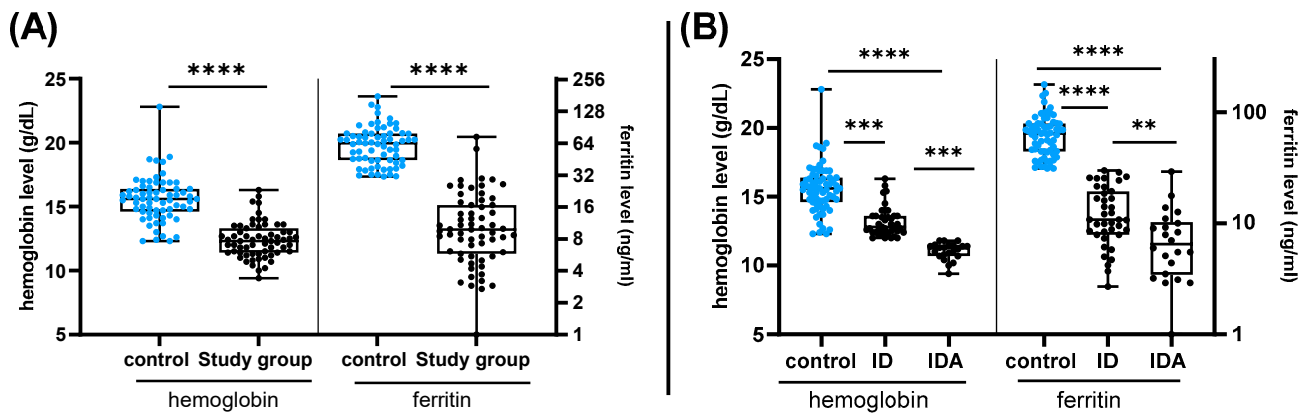 (A)
**** ****
hemoglobin level (g/dL)
25
20
15
10
5
256
128
64
32
16
8
4
2
1
ferritin level (ng/ml)
control Study group control Study group
hemoglobin ferritin
(B)
**** ****
**** 
*** **
***
hemoglobin level (g/dL)
25
20
15
10
5
100
10
1
ferritin level (ng/ml)
control ID IDA control ID IDA
hemoglobin ferritin